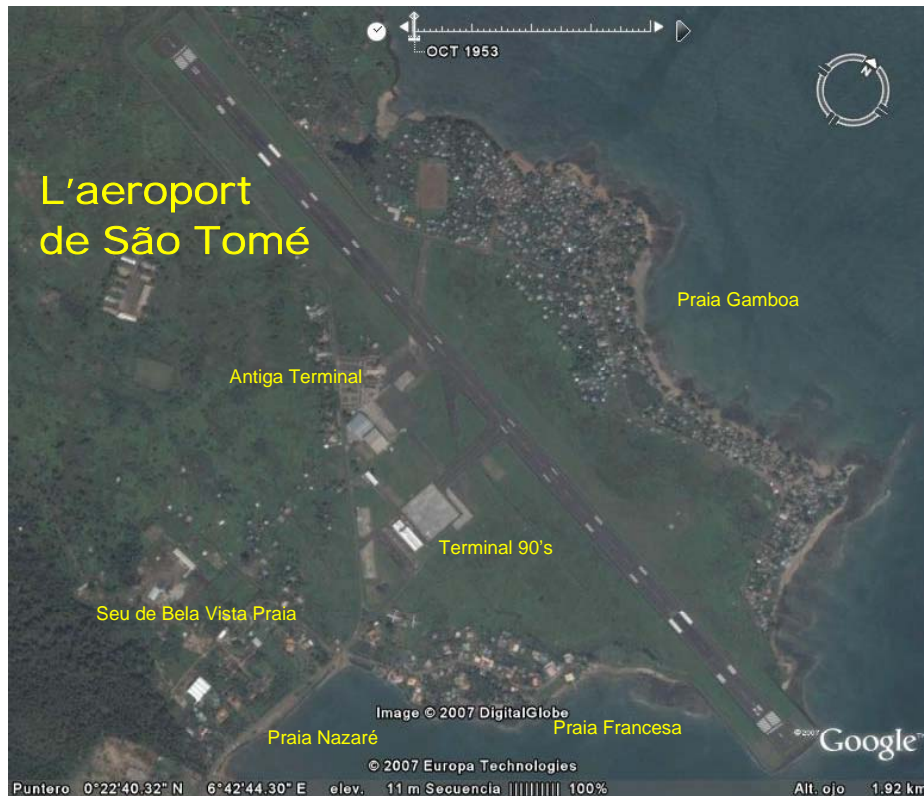 OCT 1953
N
L'aeroport
de São Tomé
Praia Gamboa
Antiga Terminal
Terminal 90's
Seu de Bela Vista Praia
Image © 2007 DigitalGlobe
Praia Francesa
Praia Nazaré
© 2007 Google™
© 2007 Europa Technologies
Puntero 0°22'40.32" N 6°42'44.30" E elev. 11 m Secuencia |||||||||| 100% Alt. ojo 1.92 km